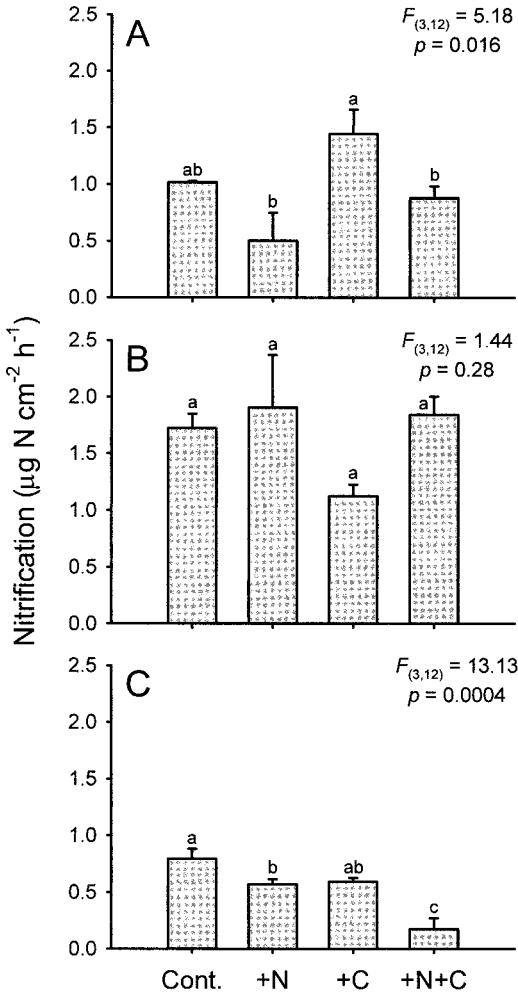 A
F(3,12) = 5.18
p = 0.016
2.5
2.0
1.5
1.0
0.5
0.0
ab
b
a
b
B
F(3,12) = 1.44
p = 0.28
2.5
2.0
1.5
1.0
0.5
0.0
a
a
a
a
Nitrification (µg N cm⁻² h⁻¹)
C
F(3,12) = 13.13
p = 0.0004
2.5
2.0
1.5
1.0
0.5
0.0
a
b
ab
c
Cont. +N +C +N+C